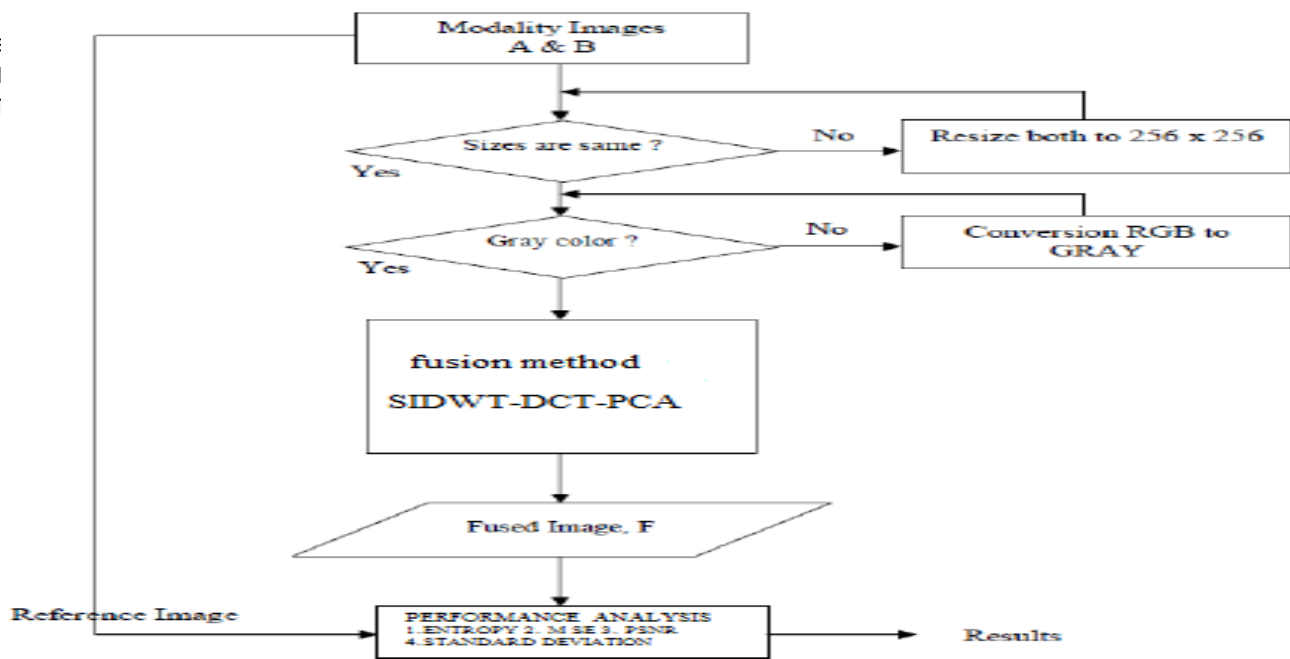 Modality Images
A & B
Sizes are same ?
No
Resize both to 256 x 256
Yes
Gray color ?
No
Conversion RGB to
GRAY
Yes
fusion method
SIDWT-DCT-PCA
Fused Image, F
Reference Image
PERFORMANCE ANALYSIS
1.ENTROPY 2. M SE 3. PSNR
4.STANDARD DEVIATION
Results